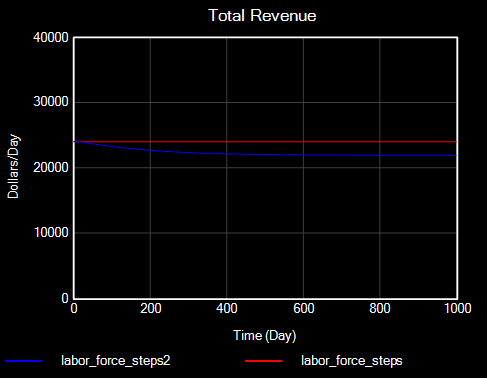 Total Revenue
40000
30000
20000
10000
0
Dollars/Day
0 200 400 600 800 1000
Time (Day)
labor_force_steps2 labor_force_steps